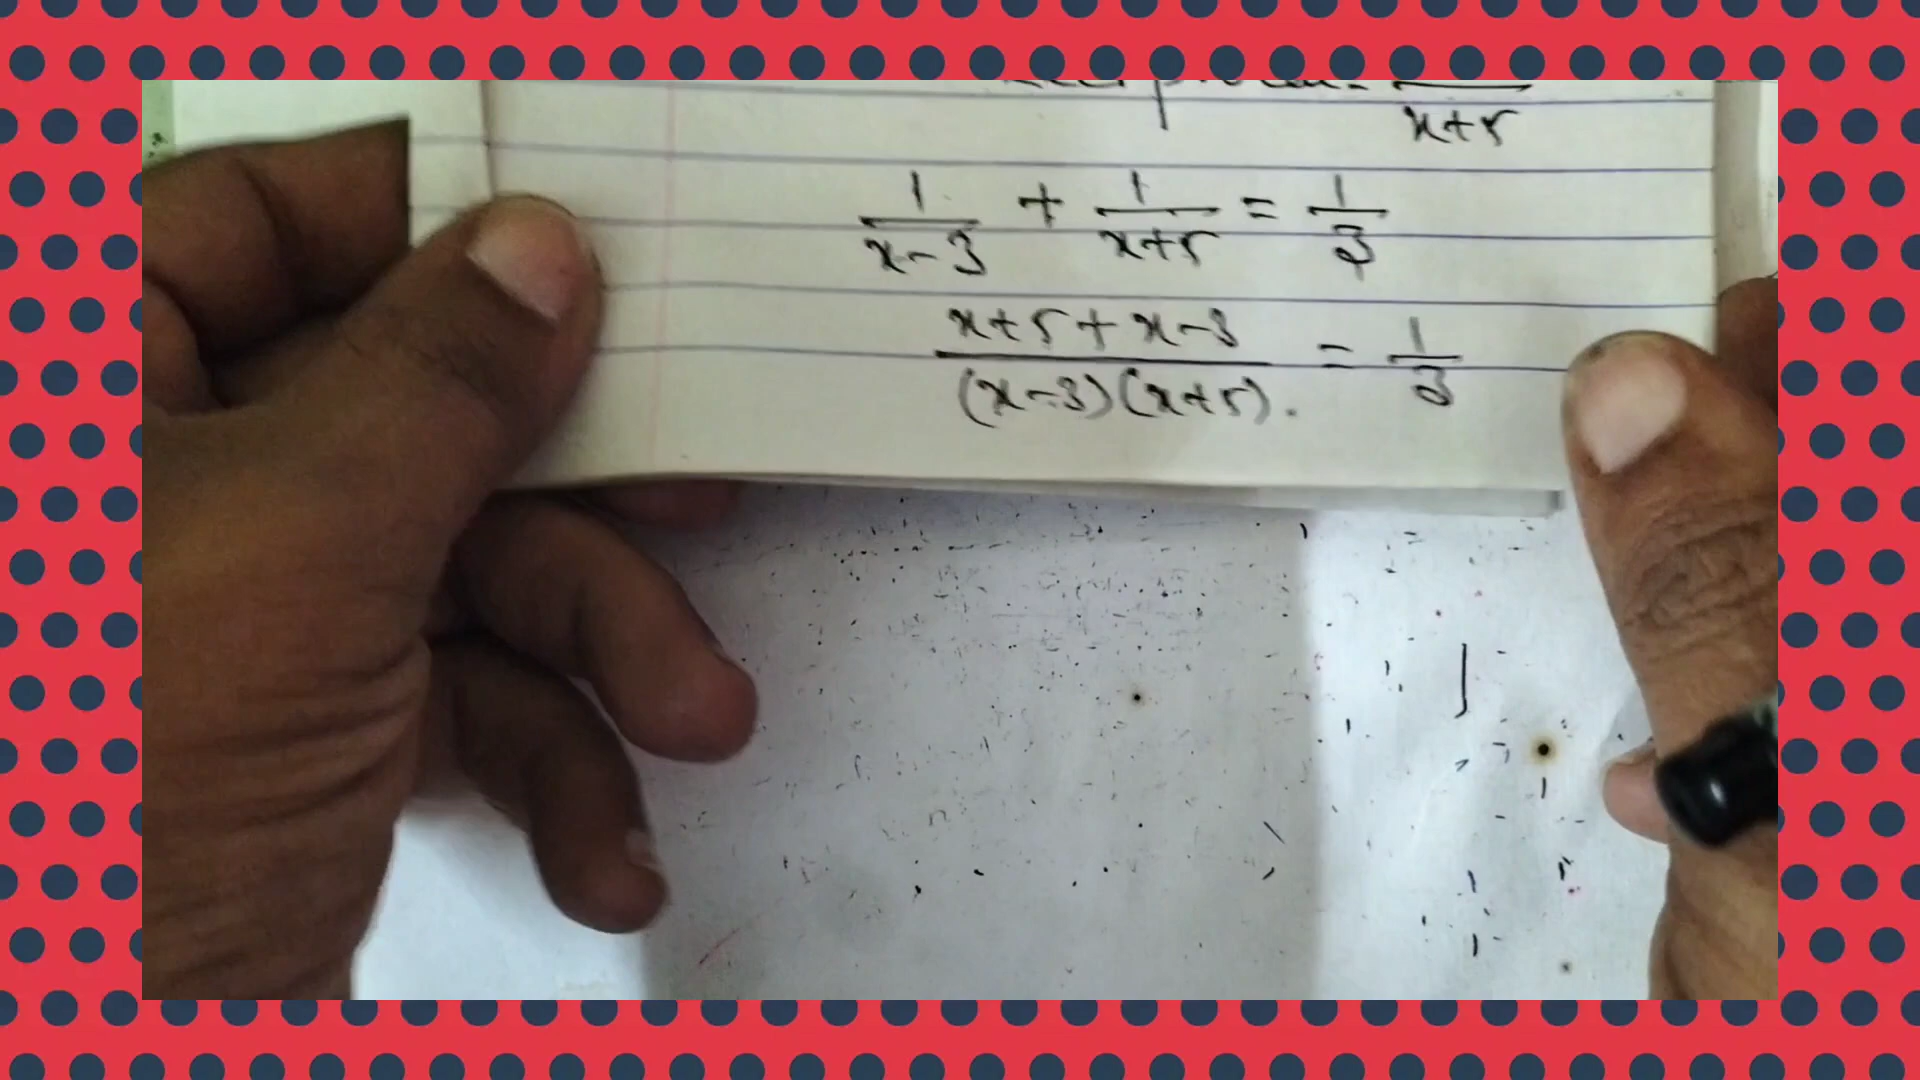 x+5
1/(x-3) + 1/(x+5) = 1/3
(x+5+x-3)/((x-3)(x+5)). = 1/3